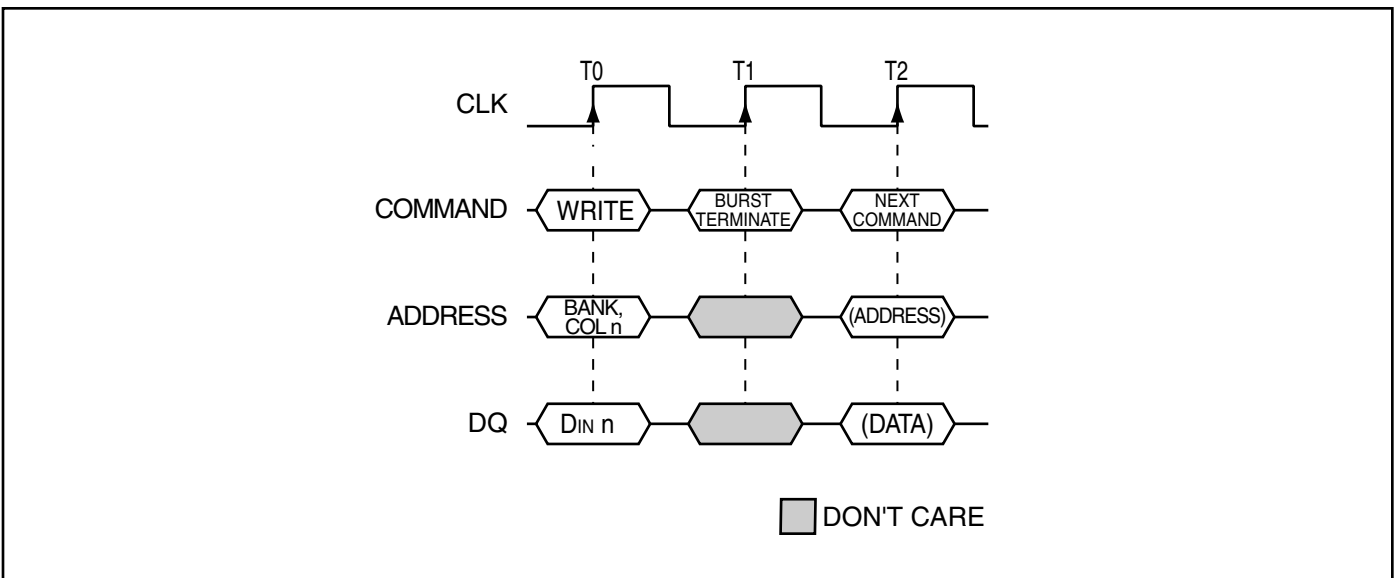 T0 T1 T2
CLK
COMMAND WRITE BURST TERMINATE NEXT COMMAND
ADDRESS BANK, COL n (ADDRESS)
DQ DIN n (DATA)
DON'T CARE